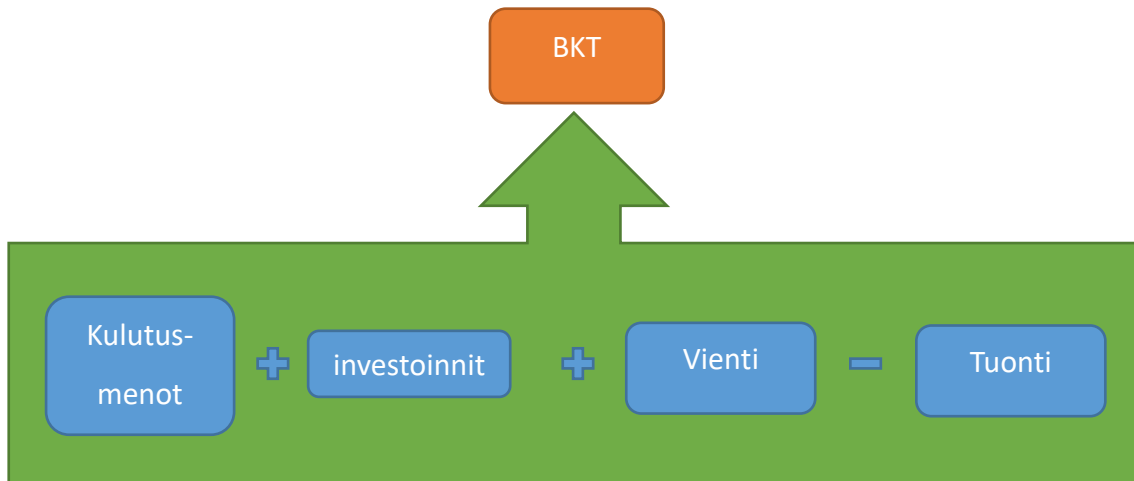 BKT
Kulutus-
menot
investoinnit
Vienti
Tuonti